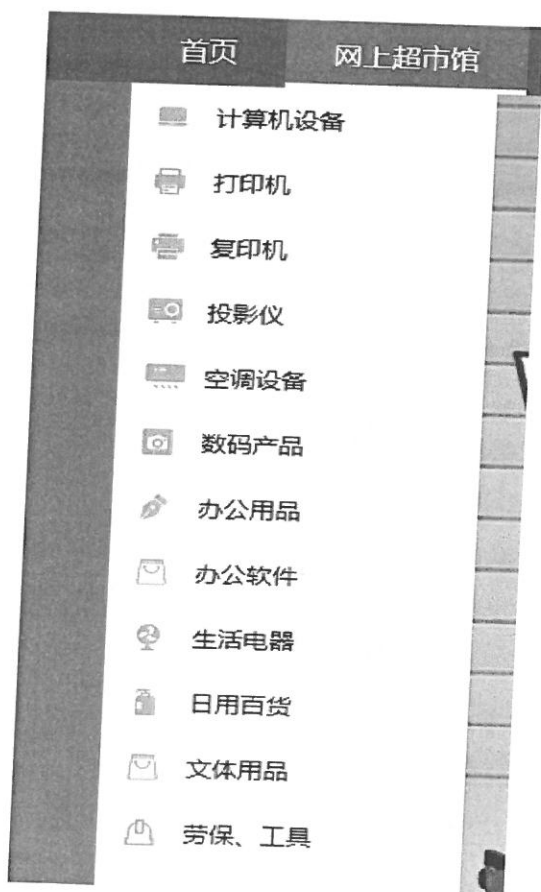 首页 网上超市馆
计算机设备
打印机
复印机
投影仪
空调设备
数码产品
办公用品
办公软件
生活电器
日用百货
文体用品
劳保、工具